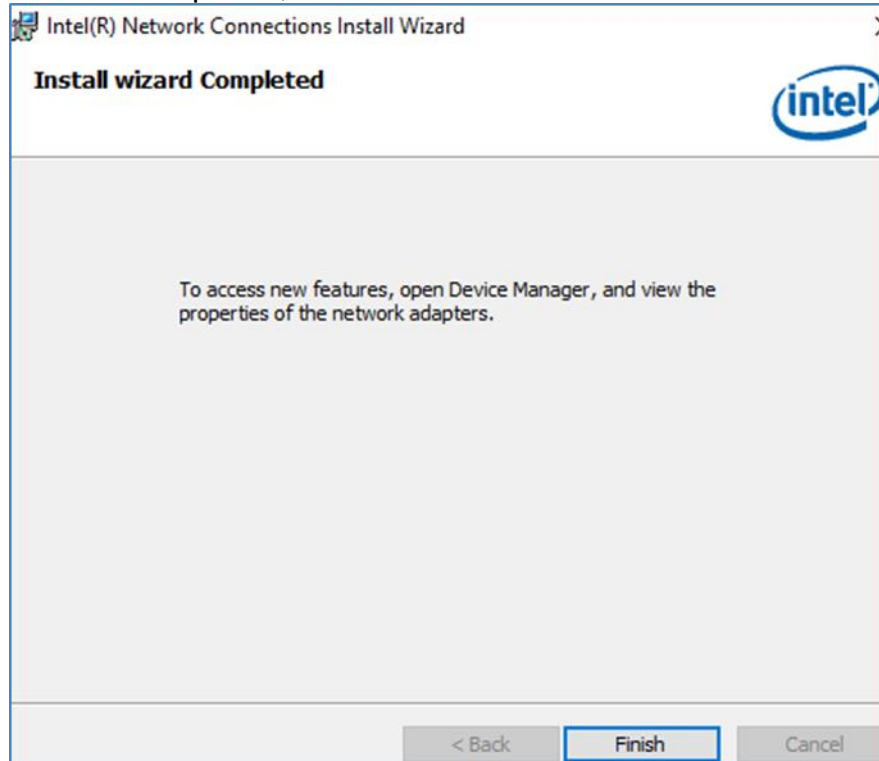 Intel(R) Network Connections Install Wizard
Install wizard Completed
intel
To access new features, open Device Manager, and view the
properties of the network adapters.
< Back
Finish
Cancel